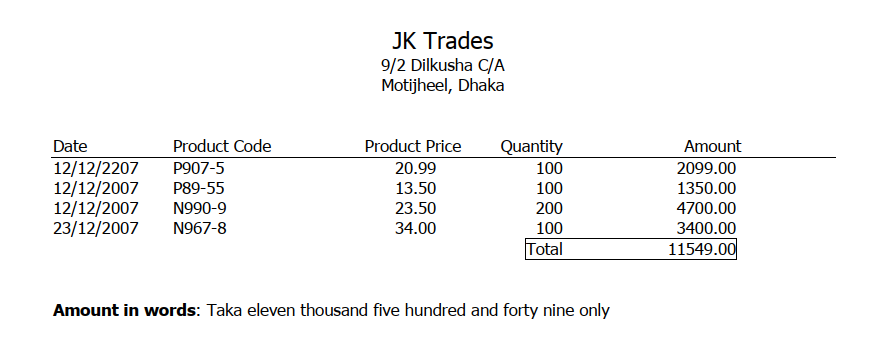 JK Trades
9/2 Dilkusha C/A
Motijheel, Dhaka
Date Product Code Product Price Quantity Amount
12/12/2207 P907-5 20.99 100 2099.00
12/12/2007 P89-55 13.50 100 1350.00
12/12/2007 N990-9 23.50 200 4700.00
23/12/2007 N967-8 34.00 100 3400.00
Total 11549.00
Amount in words: Taka eleven thousand five hundred and forty nine only